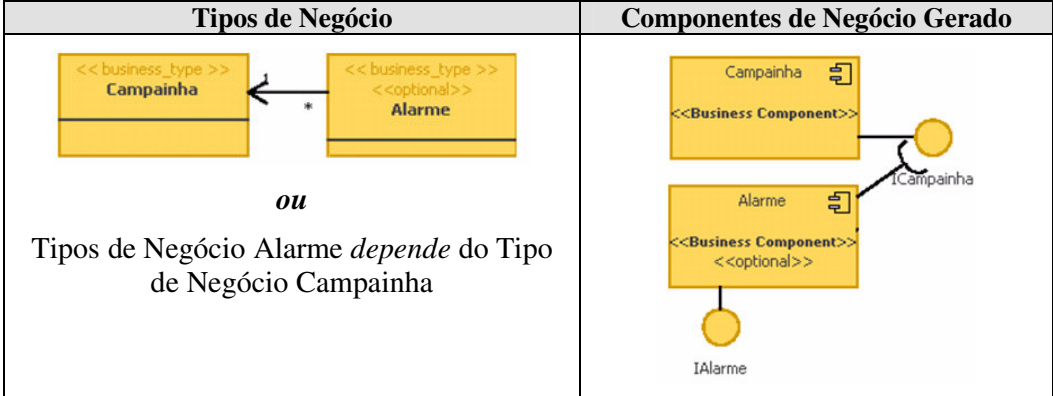 Tipos de Negócio
Componentes de Negócio Gerado
<< business_type >>
Campainha
1
*
<< business_type >>
<<optional>>
Alarme
ou
Tipos de Negócio Alarme depende do Tipo
de Negócio Campainha
Campainha
<<Business Component>>
ICampainha
Alarme
<<Business Component>>
<<optional>>
IAlarme